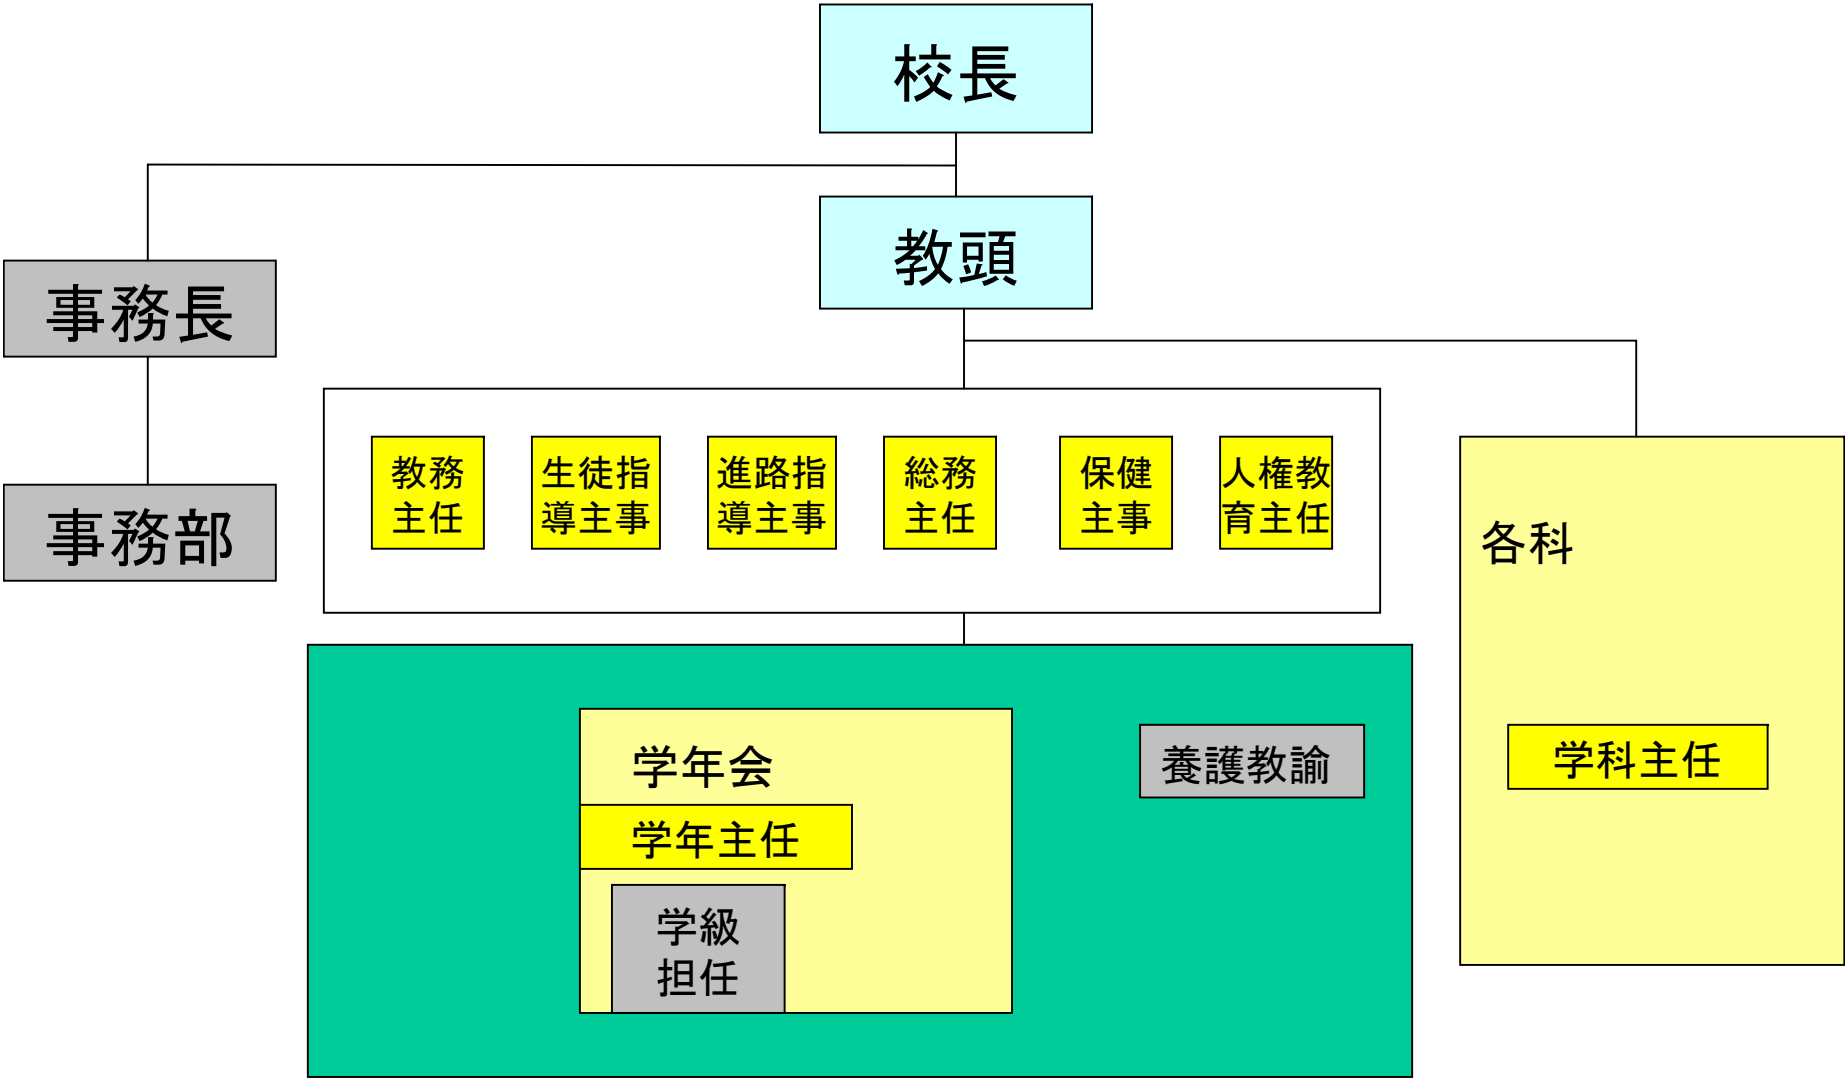 校長
教頭
事務長
事務部
教務
主任
生徒指
導主事
進路指
導主事
総務
主任
保健
主事
人権教
育主任
各科
学科主任
学年会
学年主任
学級
担任
養護教諭